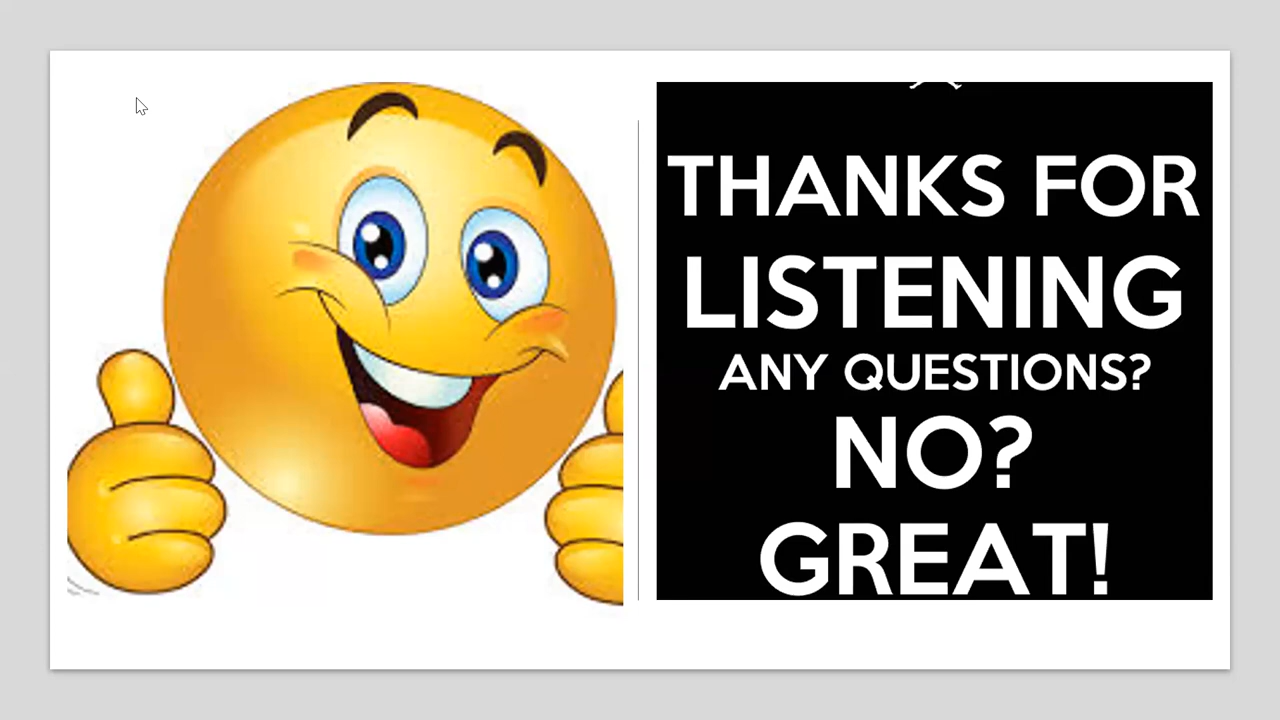 THANKS FOR
LISTENING
ANY QUESTIONS?
NO?
GREAT!